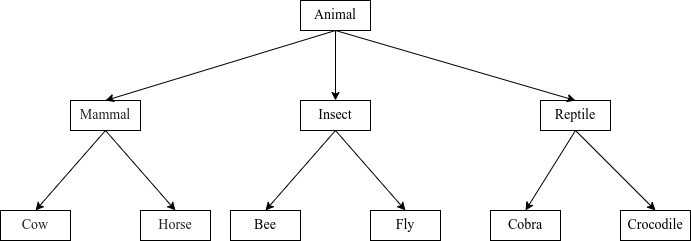 Animal
Mammal
Insect
Reptile
Cow
Horse
Bee
Fly
Cobra
Crocodile